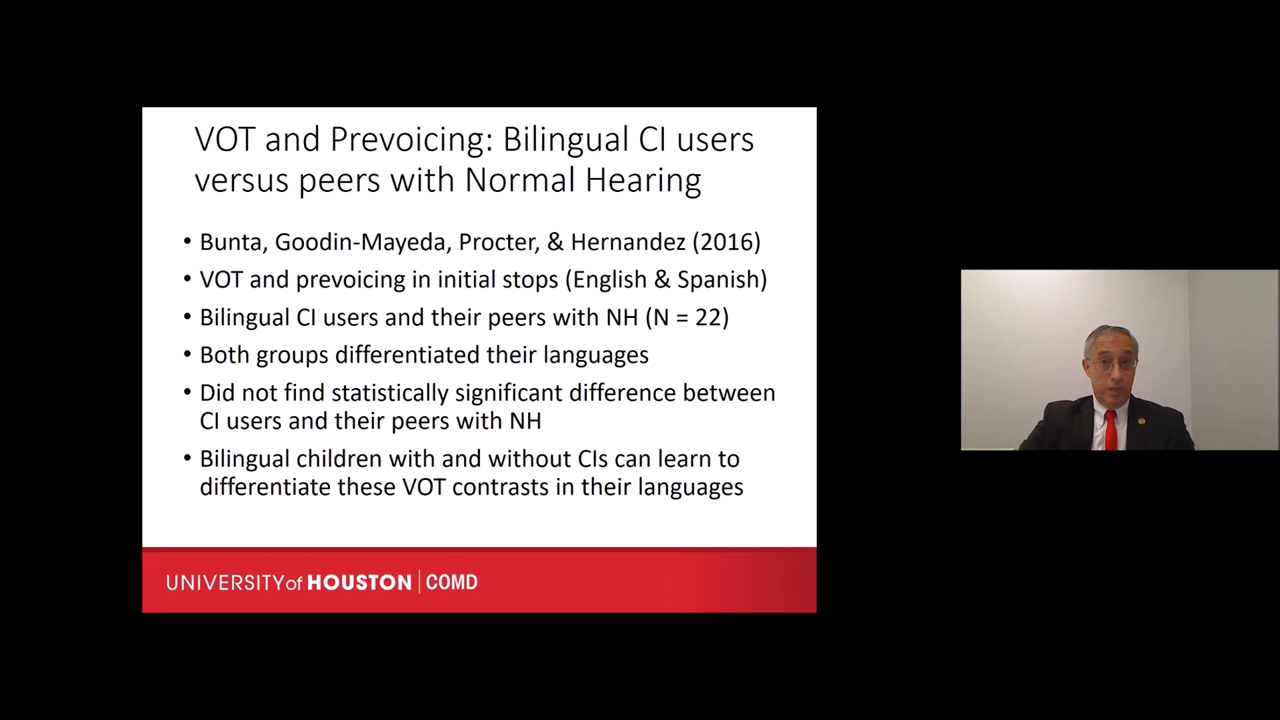 VOT and Prevoicing: Bilingual CI users
versus peers with Normal Hearing
• Bunta, Goodin-Mayeda, Procter, & Hernandez (2016)
• VOT and prevoicing in initial stops (English & Spanish)
• Bilingual CI users and their peers with NH (N = 22)
• Both groups differentiated their languages
• Did not find statistically significant difference between
CI users and their peers with NH
• Bilingual children with and without CIs can learn to
differentiate these VOT contrasts in their languages
UNIVERSITY of HOUSTON | COMD